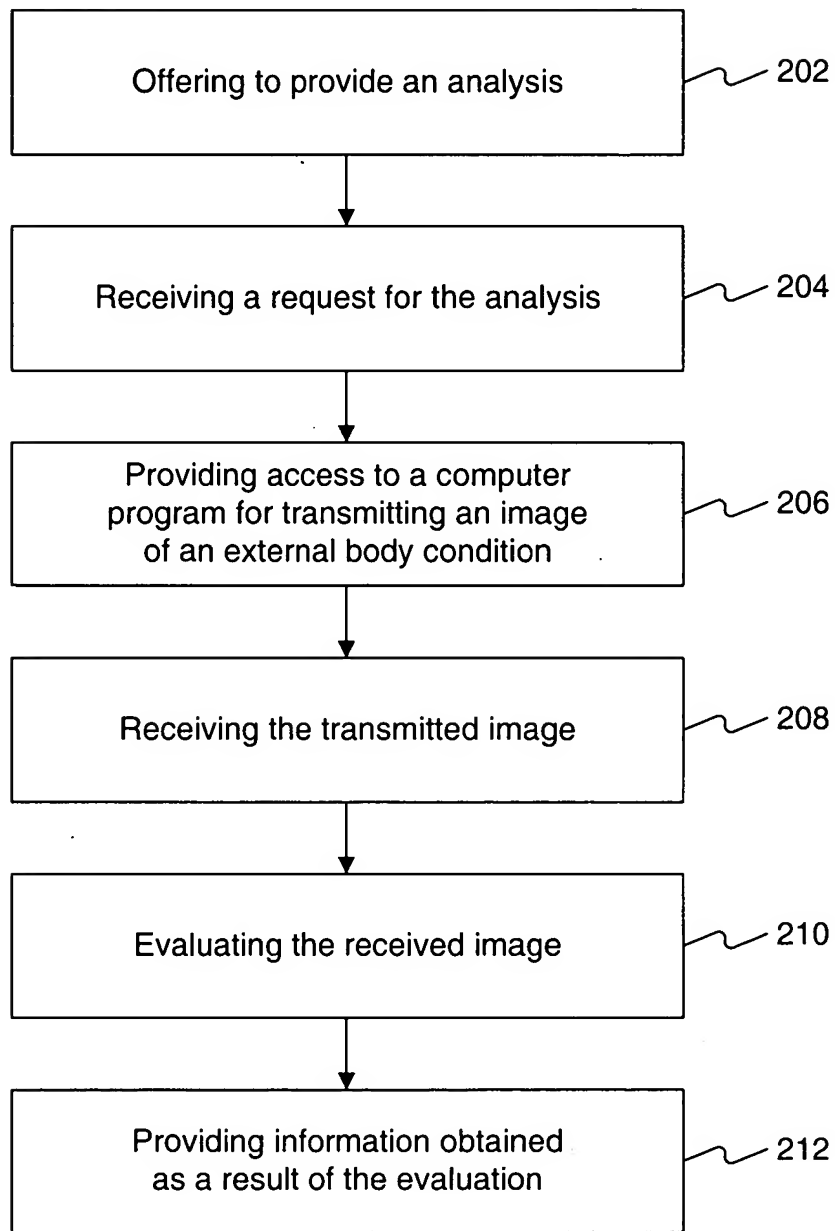 Offering to provide an analysis
202
Receiving a request for the analysis
204
Providing access to a computer
program for transmitting an image
of an external body condition
206
Receiving the transmitted image
208
Evaluating the received image
210
Providing information obtained
as a result of the evaluation
212